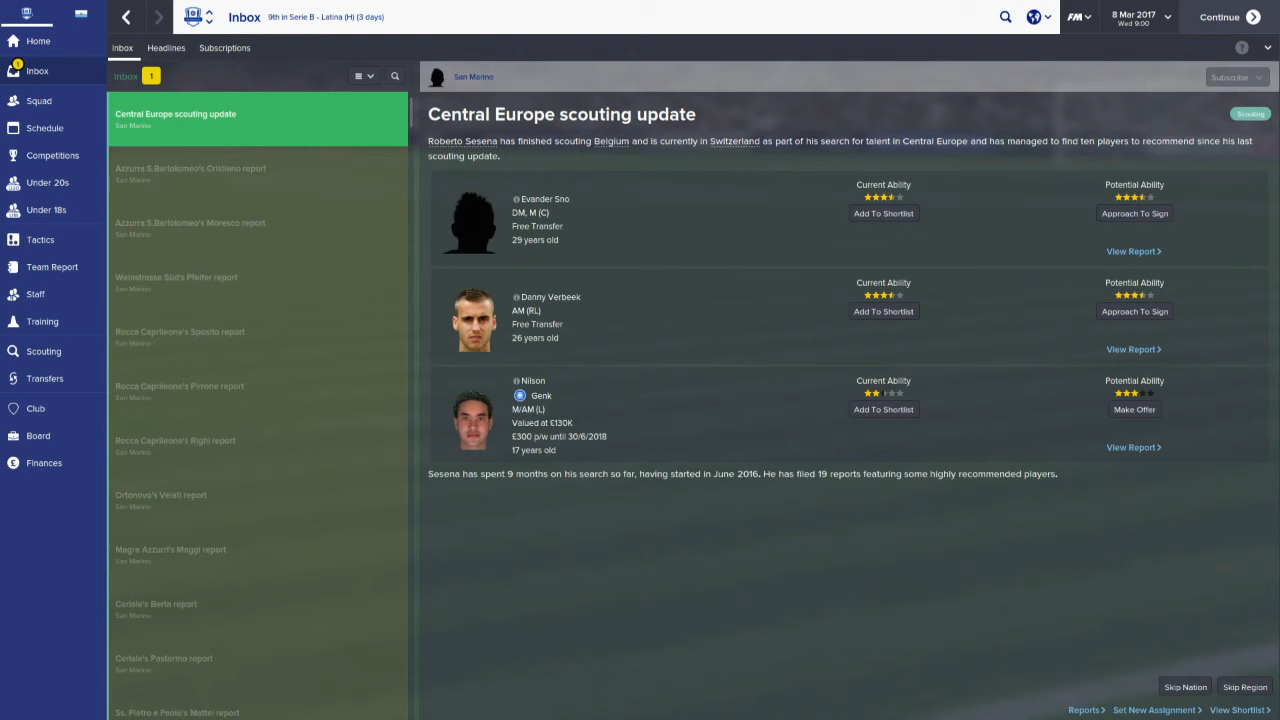 Inbox
9th in Serie B - Latina (H) (3 days)
FM
8 Mar 2017
Wed 9:00
Continue
Home
1
Inbox
Squad
Schedule
Competitions
U20
Under 20s
U18
Under 18s
Tactics
Team Report
Staff
Training
Scouting
Transfers
Club
Board
£
Finances
Inbox
Headlines
Subscriptions
?
Inbox
1
Central Europe scouting update
San Marino
Azzurra S.Bartolomeo's Cristiano report
San Marino
Azzurra S.Bartolomeo's Moresco report
San Marino
Weinstrasse Süd's Pfeifer report
San Marino
Rocca Caprileone's Sposito report
San Marino
Rocca Caprileone's Pirrone report
San Marino
Rocca Caprileone's Righi report
San Marino
Ortonovo's Velati report
San Marino
Magra Azzurri's Maggi report
San Marino
Ceriale's Berta report
San Marino
Ceriale's Pastorino report
San Marino
Ss. Pietro e Paolo's Mattei report
San Marino
Subscribe
Central Europe scouting update
Scouting
Roberto Sesena has finished scouting Belgium and is currently in Switzerland as part of his search for talent in Central Europe and has managed to find ten players to recommend since his last
scouting update.
Evander Sno
DM, M (C)
Free Transfer
29 years old
Current Ability
Add To Shortlist
Potential Ability
Approach To Sign
View Report
Danny Verbeek
AM (RL)
Free Transfer
26 years old
Current Ability
Add To Shortlist
Potential Ability
Approach To Sign
View Report
Nílson
Genk
M/AM (L)
Valued at £130K
£300 p/w until 30/6/2018
17 years old
Current Ability
Add To Shortlist
Potential Ability
Make Offer
View Report
Sesena has spent 9 months on his search so far, having started in June 2016. He has filed 19 reports featuring some highly recommended players.
Skip Nation
Skip Region
Reports
Set New Assignment
View Shortlist